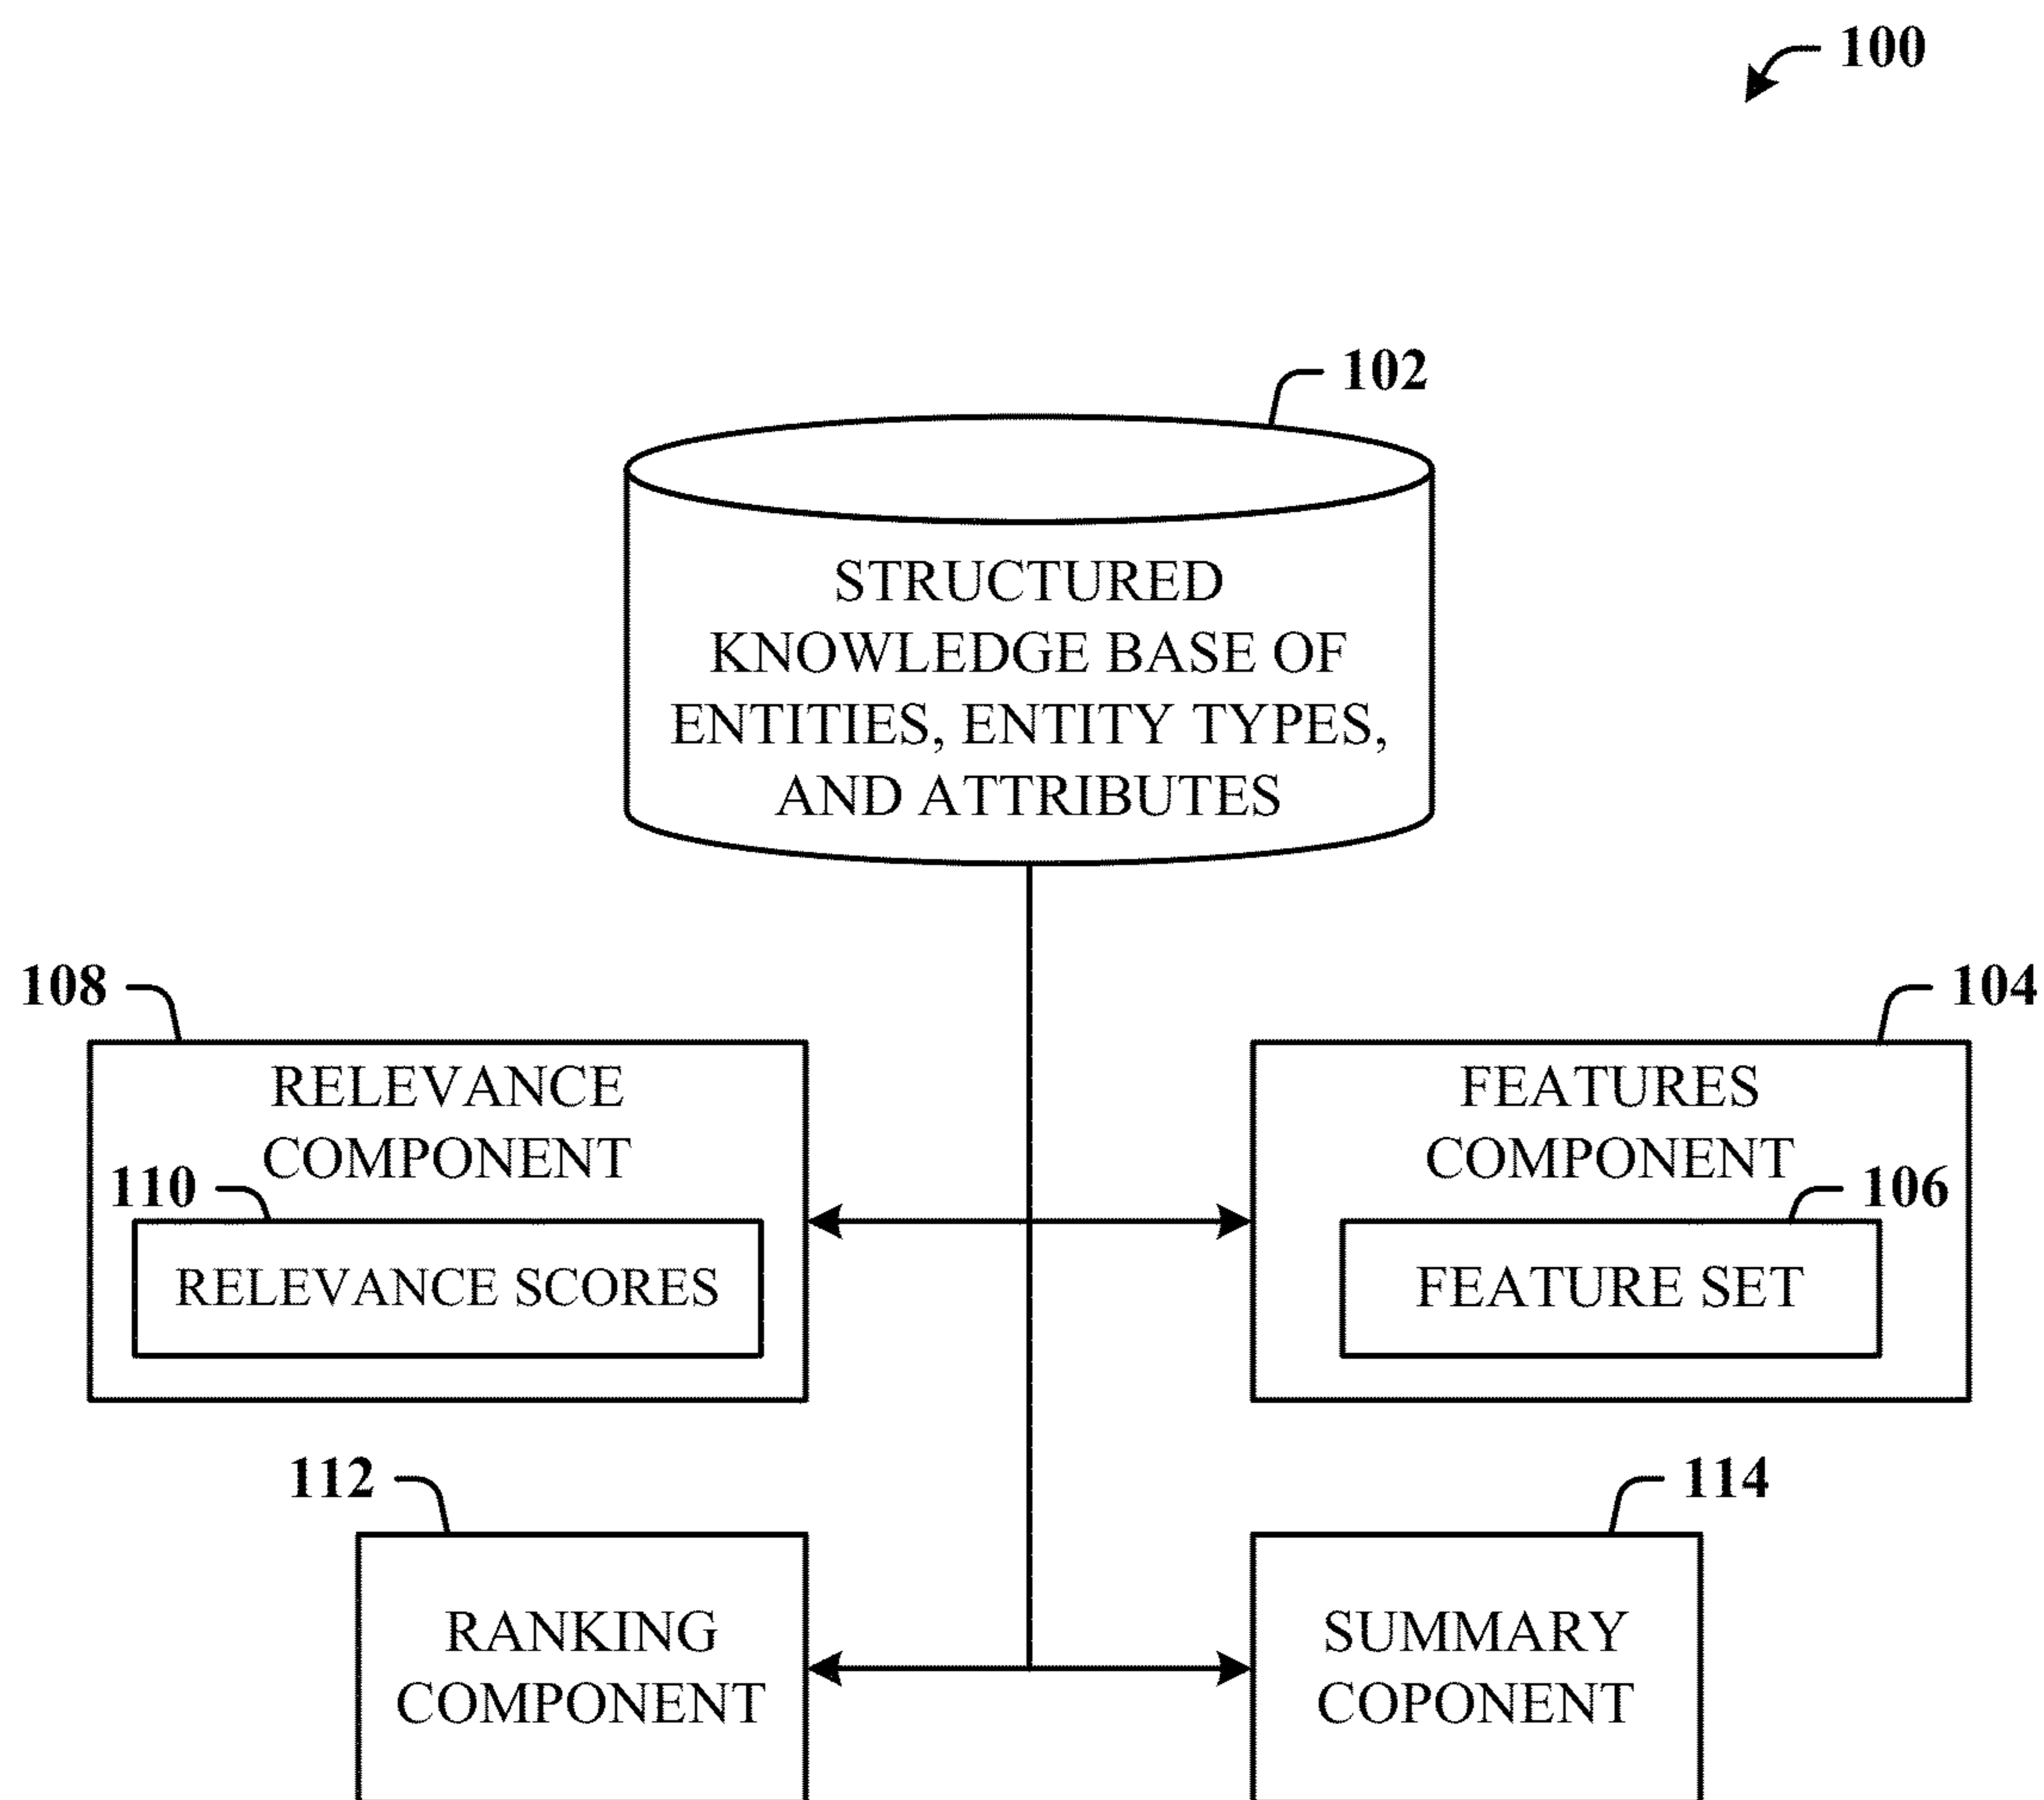 100
102
STRUCTURED
KNOWLEDGE BASE OF
ENTITIES, ENTITY TYPES,
AND ATTRIBUTES
108
RELEVANCE
COMPONENT
110
RELEVANCE SCORES
104
FEATURES
COMPONENT
106
FEATURE SET
112
RANKING
COMPONENT
114
SUMMARY
COPONENT